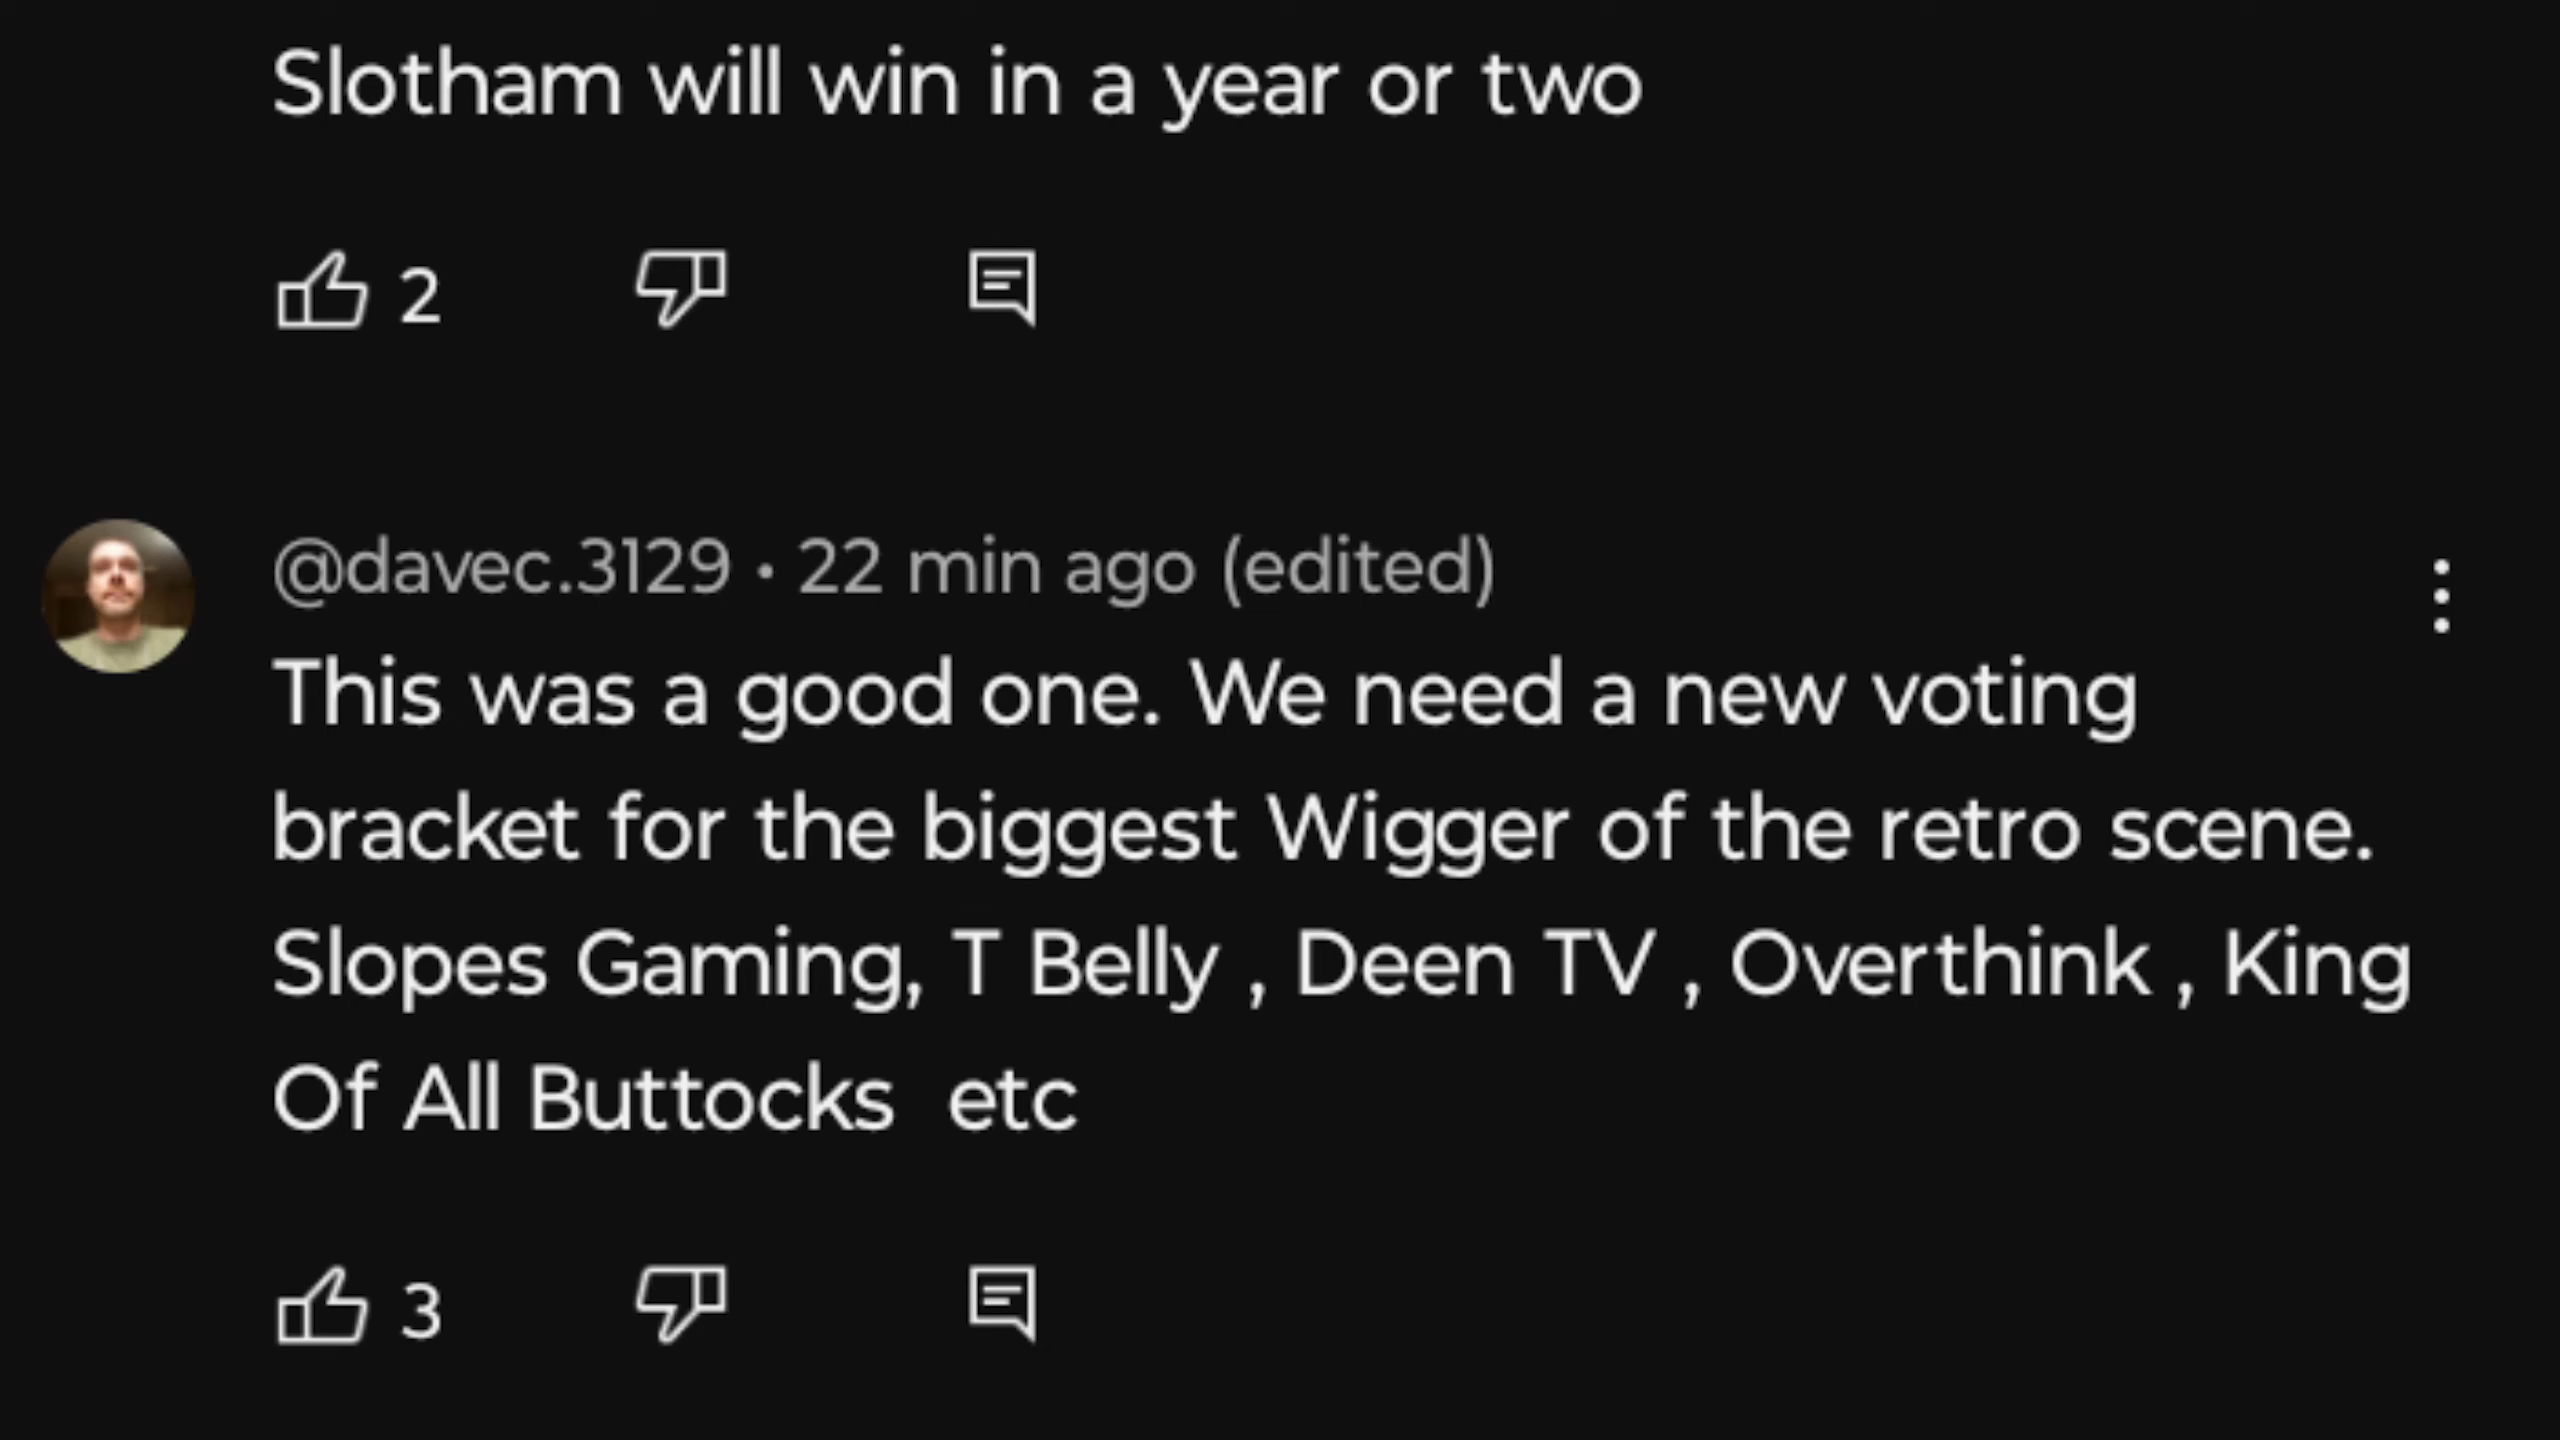 Slotham will win in a year or two
2
@davec.3129 • 22 min ago (edited)
This was a good one. We need a new voting
bracket for the biggest Wigger of the retro scene.
Slopes Gaming, T Belly , Deen TV , Overthink , King
Of All Buttocks  etc
3